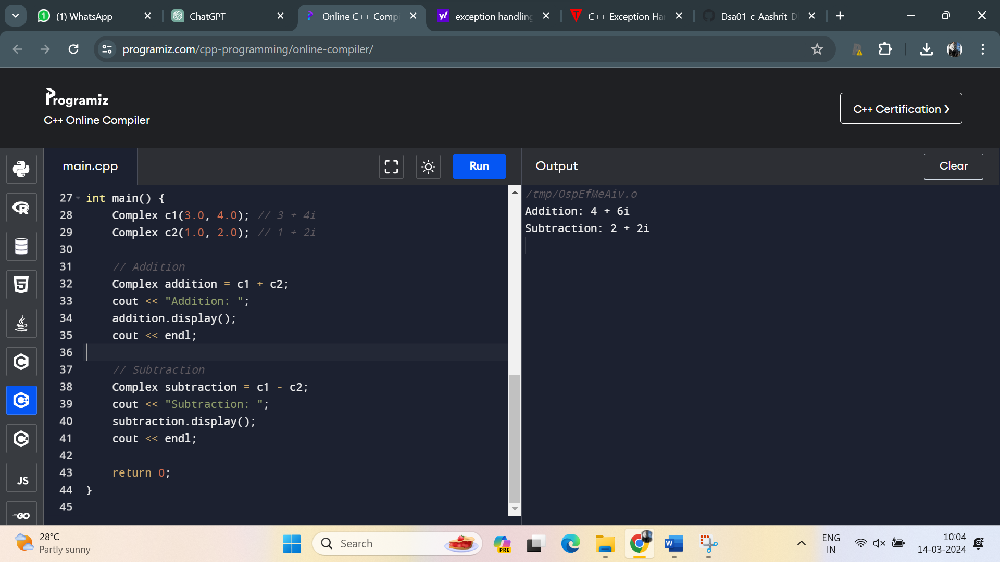 (1) WhatsApp
ChatGPT
Online C++ Compi
exception handling
C++ Exception Ha
Dsa01-c-Aashrit-D
programiz.com/cpp-programming/online-compiler/
Programiz
C++ Online Compiler
C++ Certification ❯
main.cpp
Run
Output
Clear
27 int main() {
28 Complex c1(3.0, 4.0); // 3 + 4i
29 Complex c2(1.0, 2.0); // 1 + 2i
30
31 // Addition
32 Complex addition = c1 + c2;
33 cout << "Addition: ";
34 addition.display();
35 cout << endl;
36
37 // Subtraction
38 Complex subtraction = c1 - c2;
39 cout << "Subtraction: ";
40 subtraction.display();
41 cout << endl;
42
43 return 0;
44 }
45
/tmp/OspEfMeAiv.o
Addition: 4 + 6i
Subtraction: 2 + 2i
JS
GO
28°C
Partly sunny
Search
PRE
ENG
IN
10:04
14-03-2024